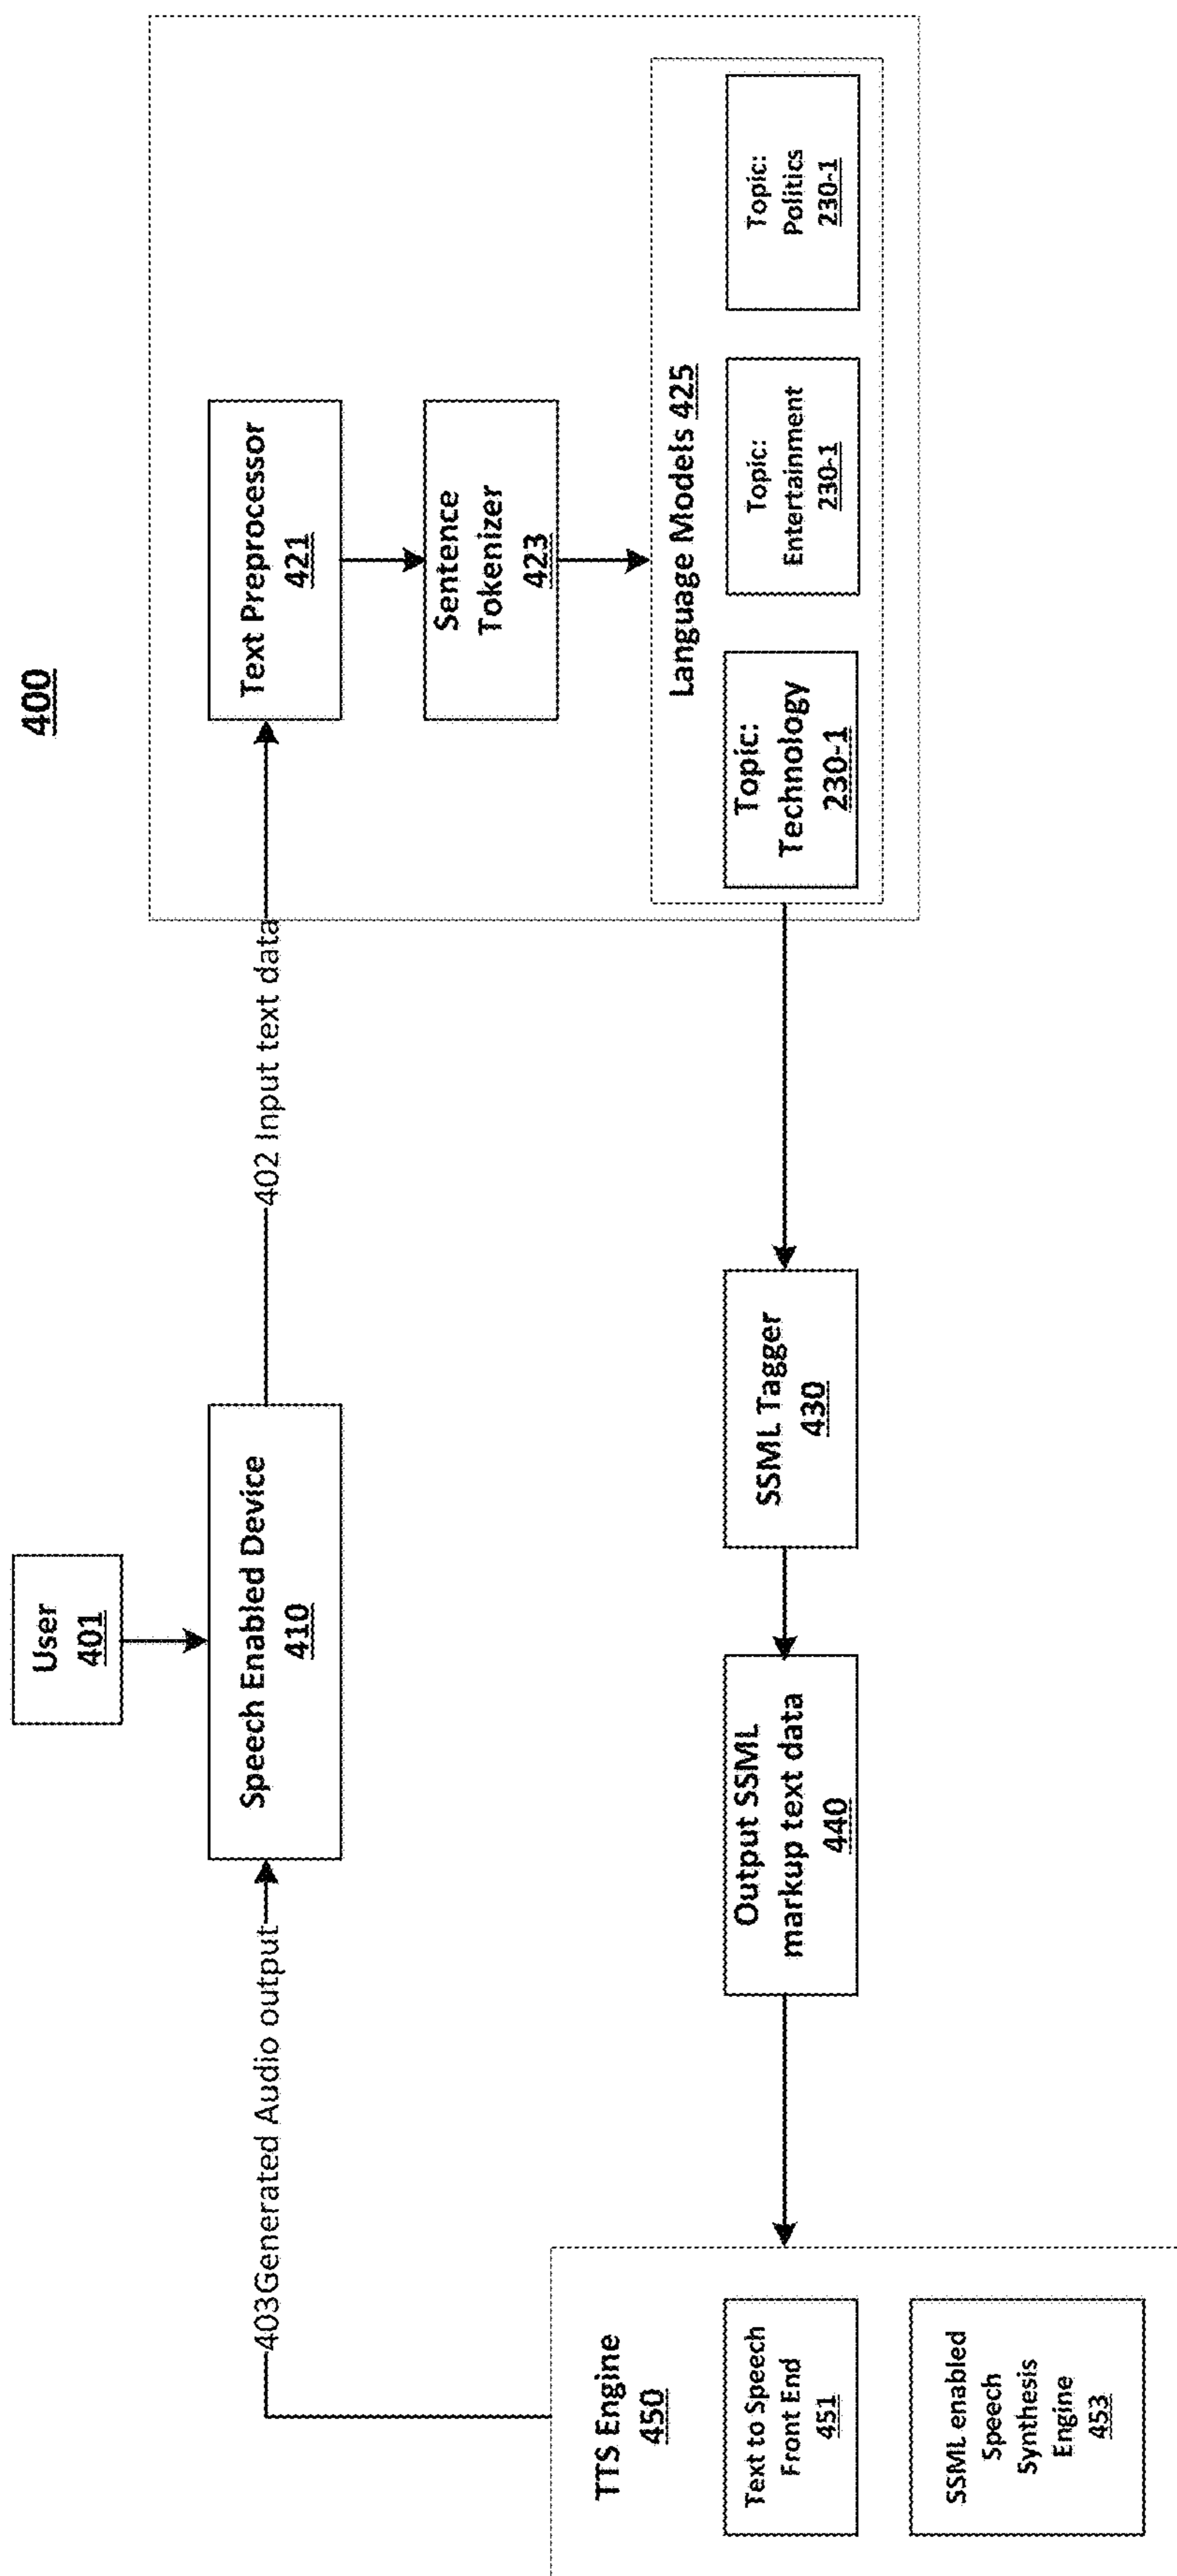 400
User
401
403Generated Audio output
Speech Enabled Device
410
402 Input text data
Text Preprocessor
421
Sentence
Tokenizer
423
Language Models 425
Topic:
Technology
230-1
Topic:
Entertainment
230-1
Topic:
Politics
230-1
SSML Tagger
430
Output SSML
markup text data
440
TTS Engine
450
Text to Speech
Front End
451
SSML enabled
Speech
Synthesis
Engine
453